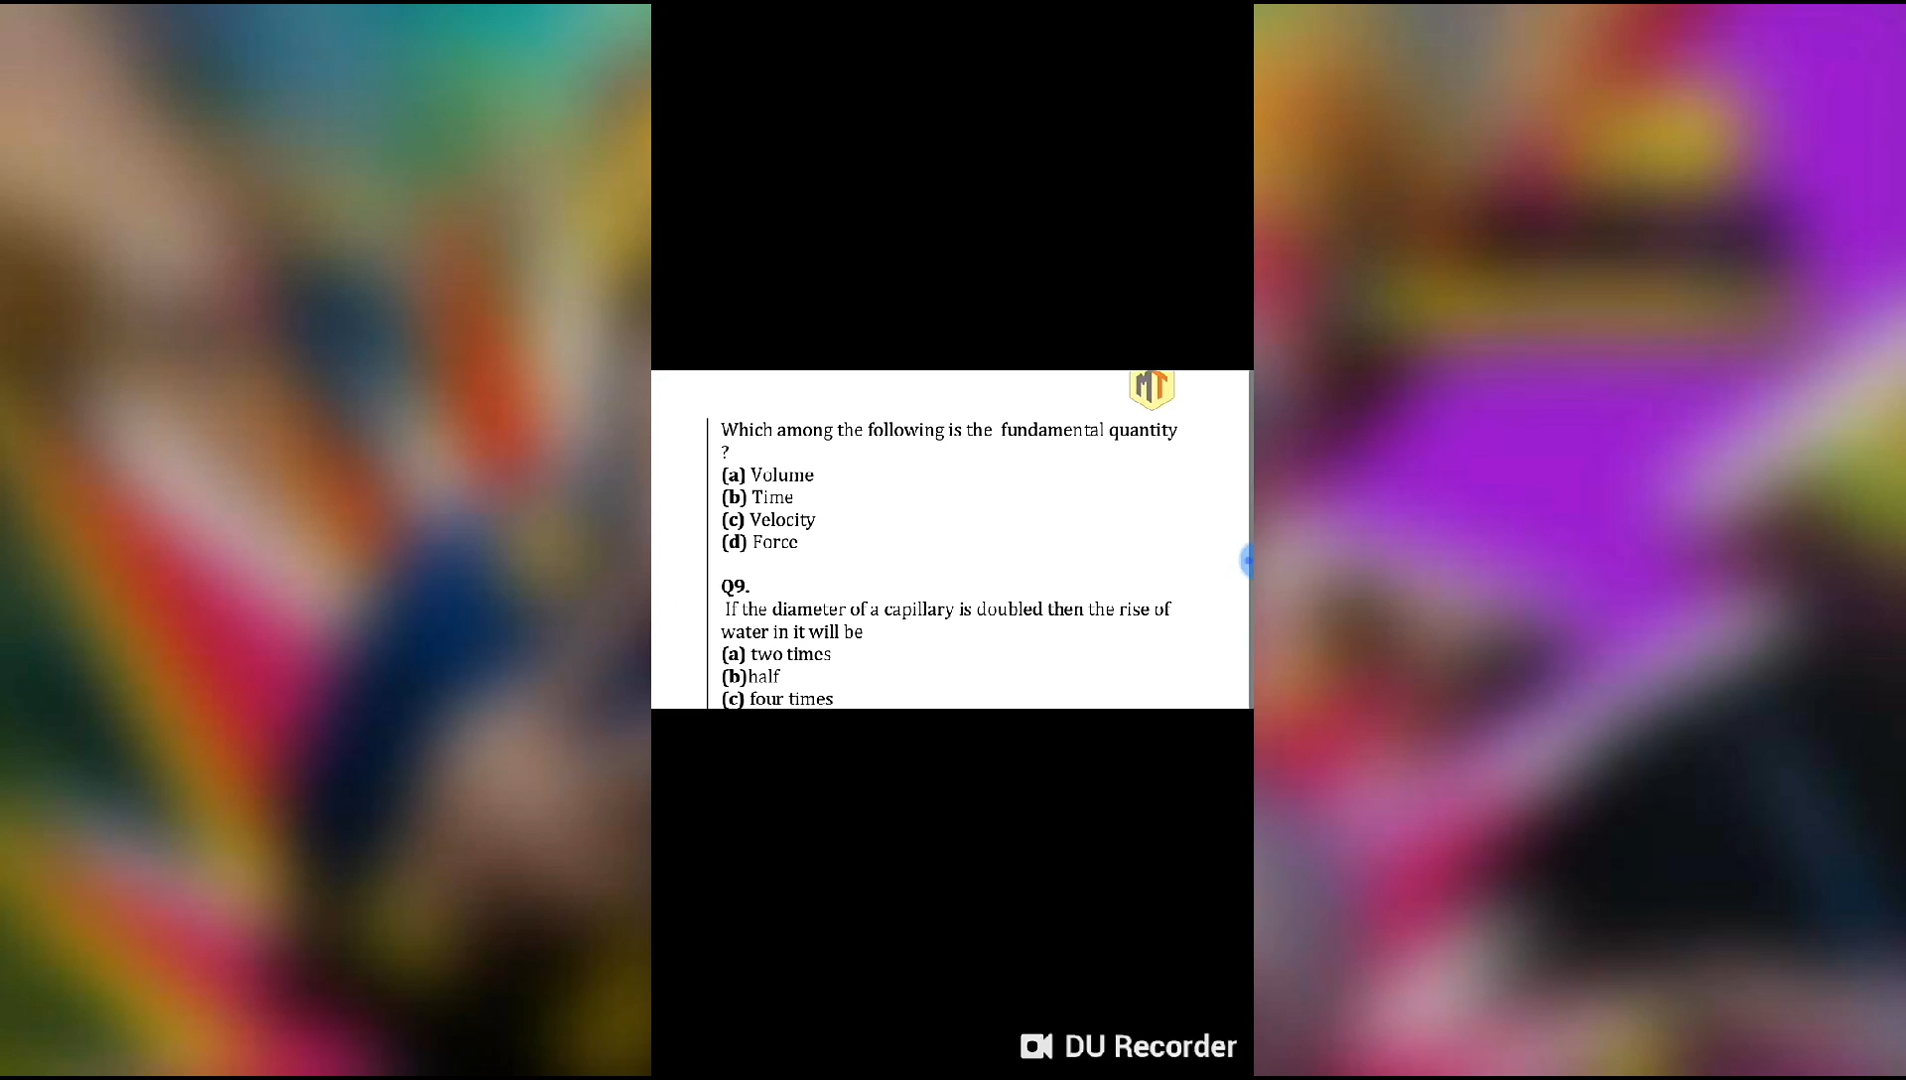 MT
Which among the following is the fundamental quantity
?
(a) Volume
(b) Time
(c) Velocity
(d) Force
Q9.
If the diameter of a capillary is doubled then the rise of
water in it will be
(a) two times
(b)half
(c) four times
DU Recorder